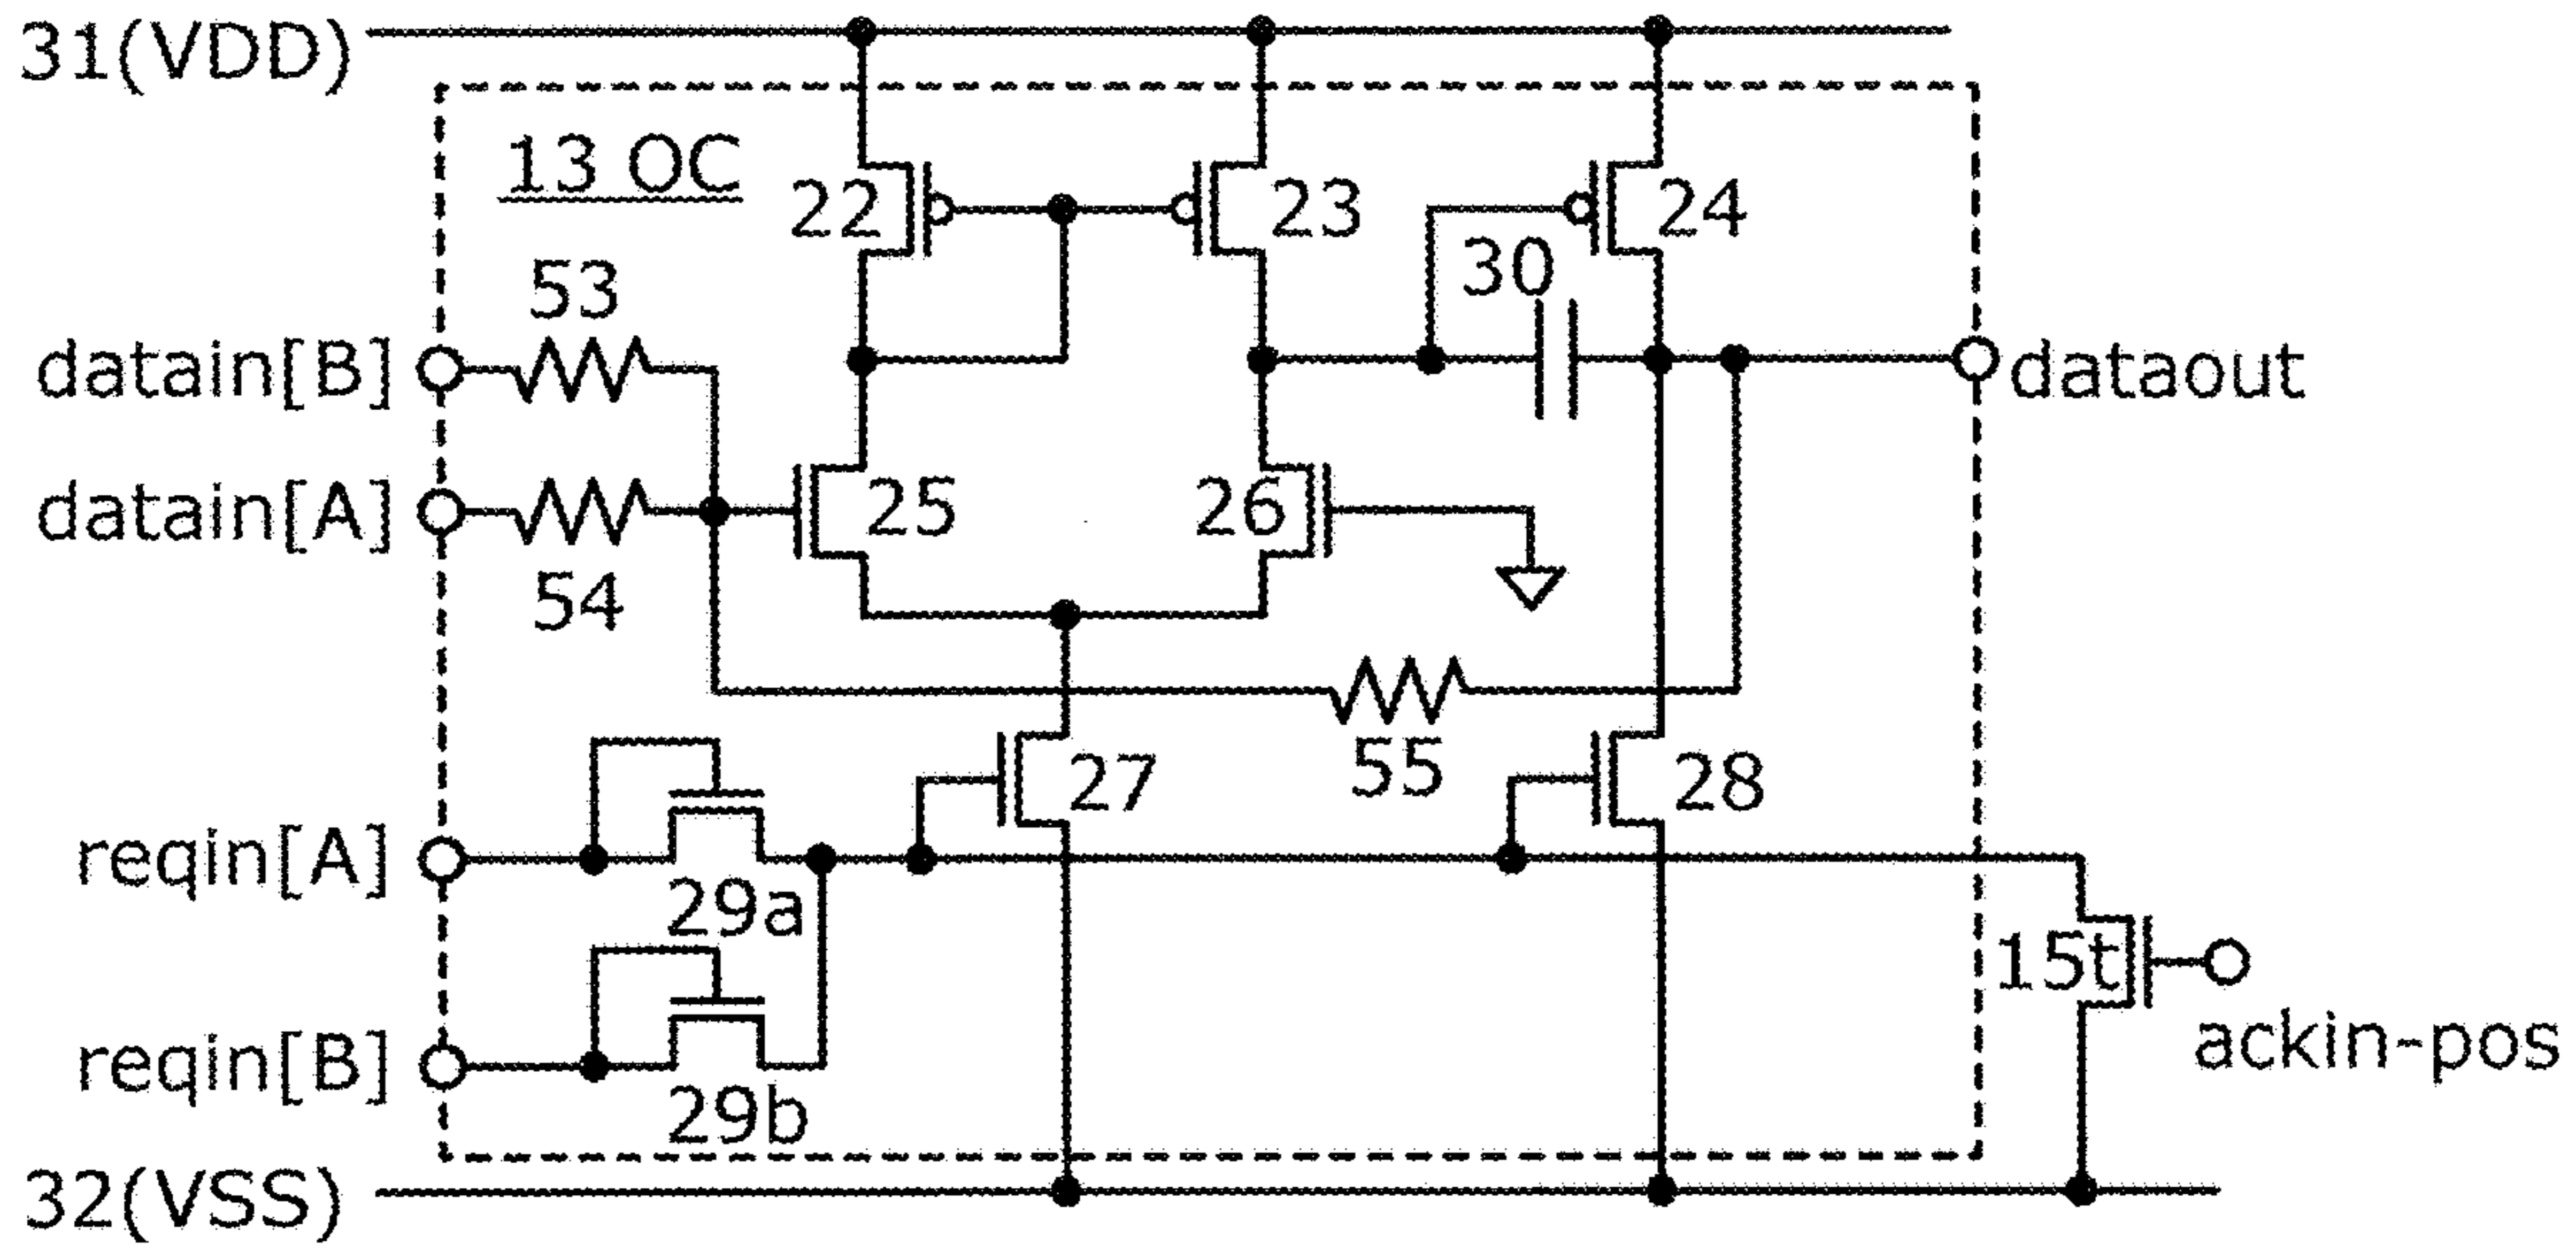 31(VDD)
13 OC
22
23
24
53
30
datain[B]
dataout
datain[A]
25
26
54
27
55
28
reqin[A]
29a
15t
reqin[B]
29b
ackin-pos
32(VSS)